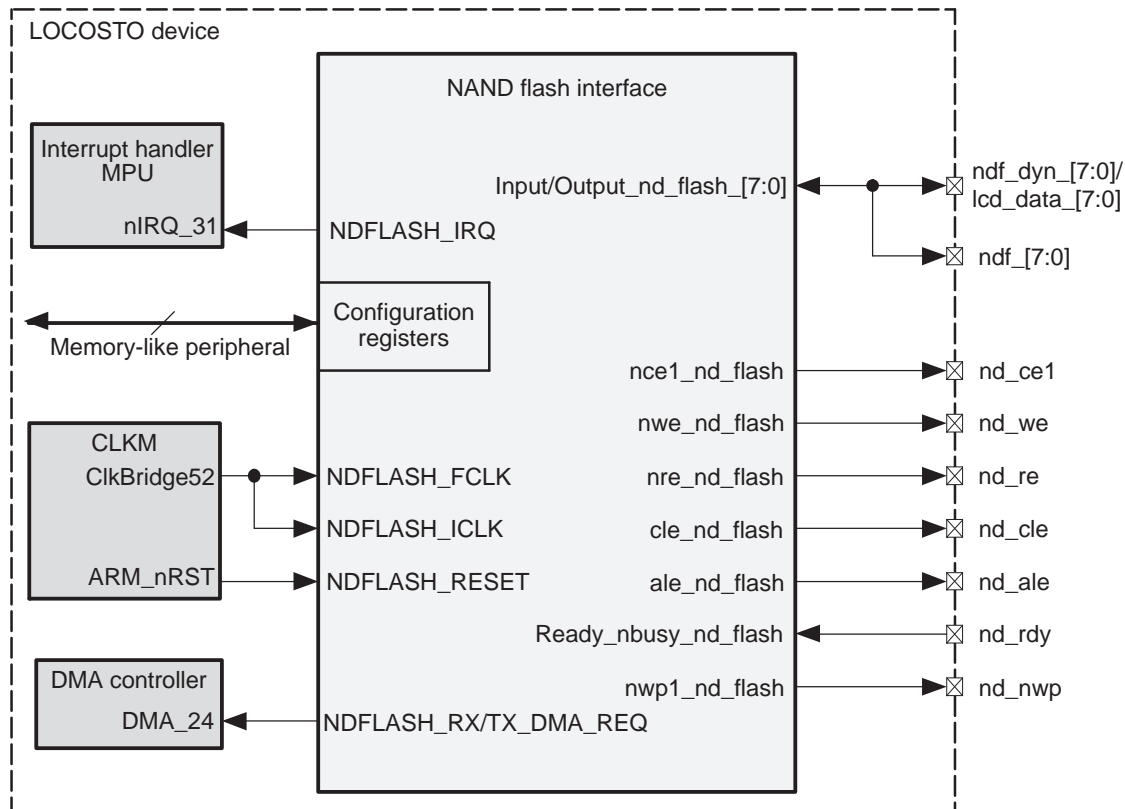 LOCOSTO device
NAND flash interface
Interrupt handler
MPU
nIRQ_31
NDFLASH_IRQ
Input/Output_nd_flash_[7:0]
ndf_dyn_[7:0]/
lcd_data_[7:0]
ndf_[7:0]
Configuration
registers
Memory-like peripheral
nce1_nd_flash
nd_ce1
nwe_nd_flash
nd_we
CLKM
ClkBridge52
NDFLASH_FCLK
nre_nd_flash
nd_re
NDFLASH_ICLK
cle_nd_flash
nd_cle
ARM_nRST
NDFLASH_RESET
ale_nd_flash
nd_ale
Ready_nbusy_nd_flash
nd_rdy
DMA controller
nwp1_nd_flash
nd_nwp
DMA_24
NDFLASH_RX/TX_DMA_REQ